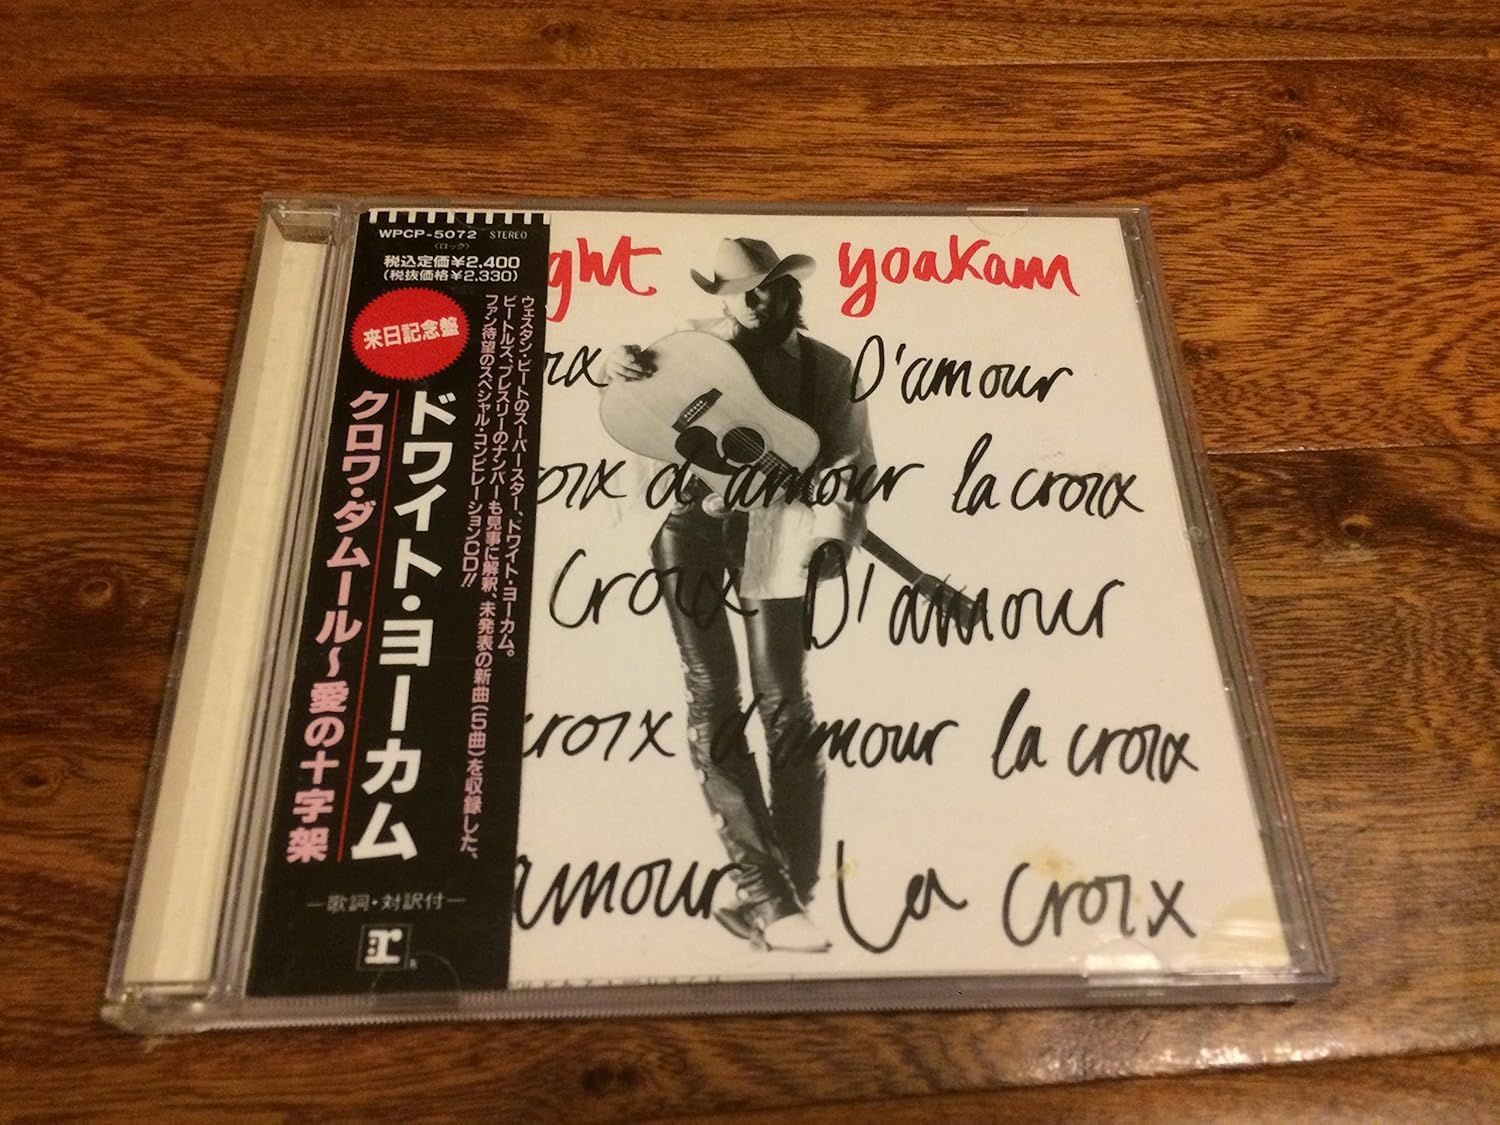 WPCP-5072 STEREO
〈ロック〉
税込定価¥2,400
(税抜価格¥2,330)
来日記念盤
ウェスタン・ビートのスーパースター、ドワイト・ヨーカム。
ビートルズ、プレスリーのナンバーも見事に解釈、未発表の新曲(5曲)を収録した、
ファン待望のスペシャル・コンピレーションCD!!
ドワイト・ヨーカム
クロワ・ダムール~愛の十字架
—歌詞・対訳付—
r
ght yoakam
oix D'amour
oix d'amour la croix
Croix D'amour
croix d'amour la croix
amour La Croix